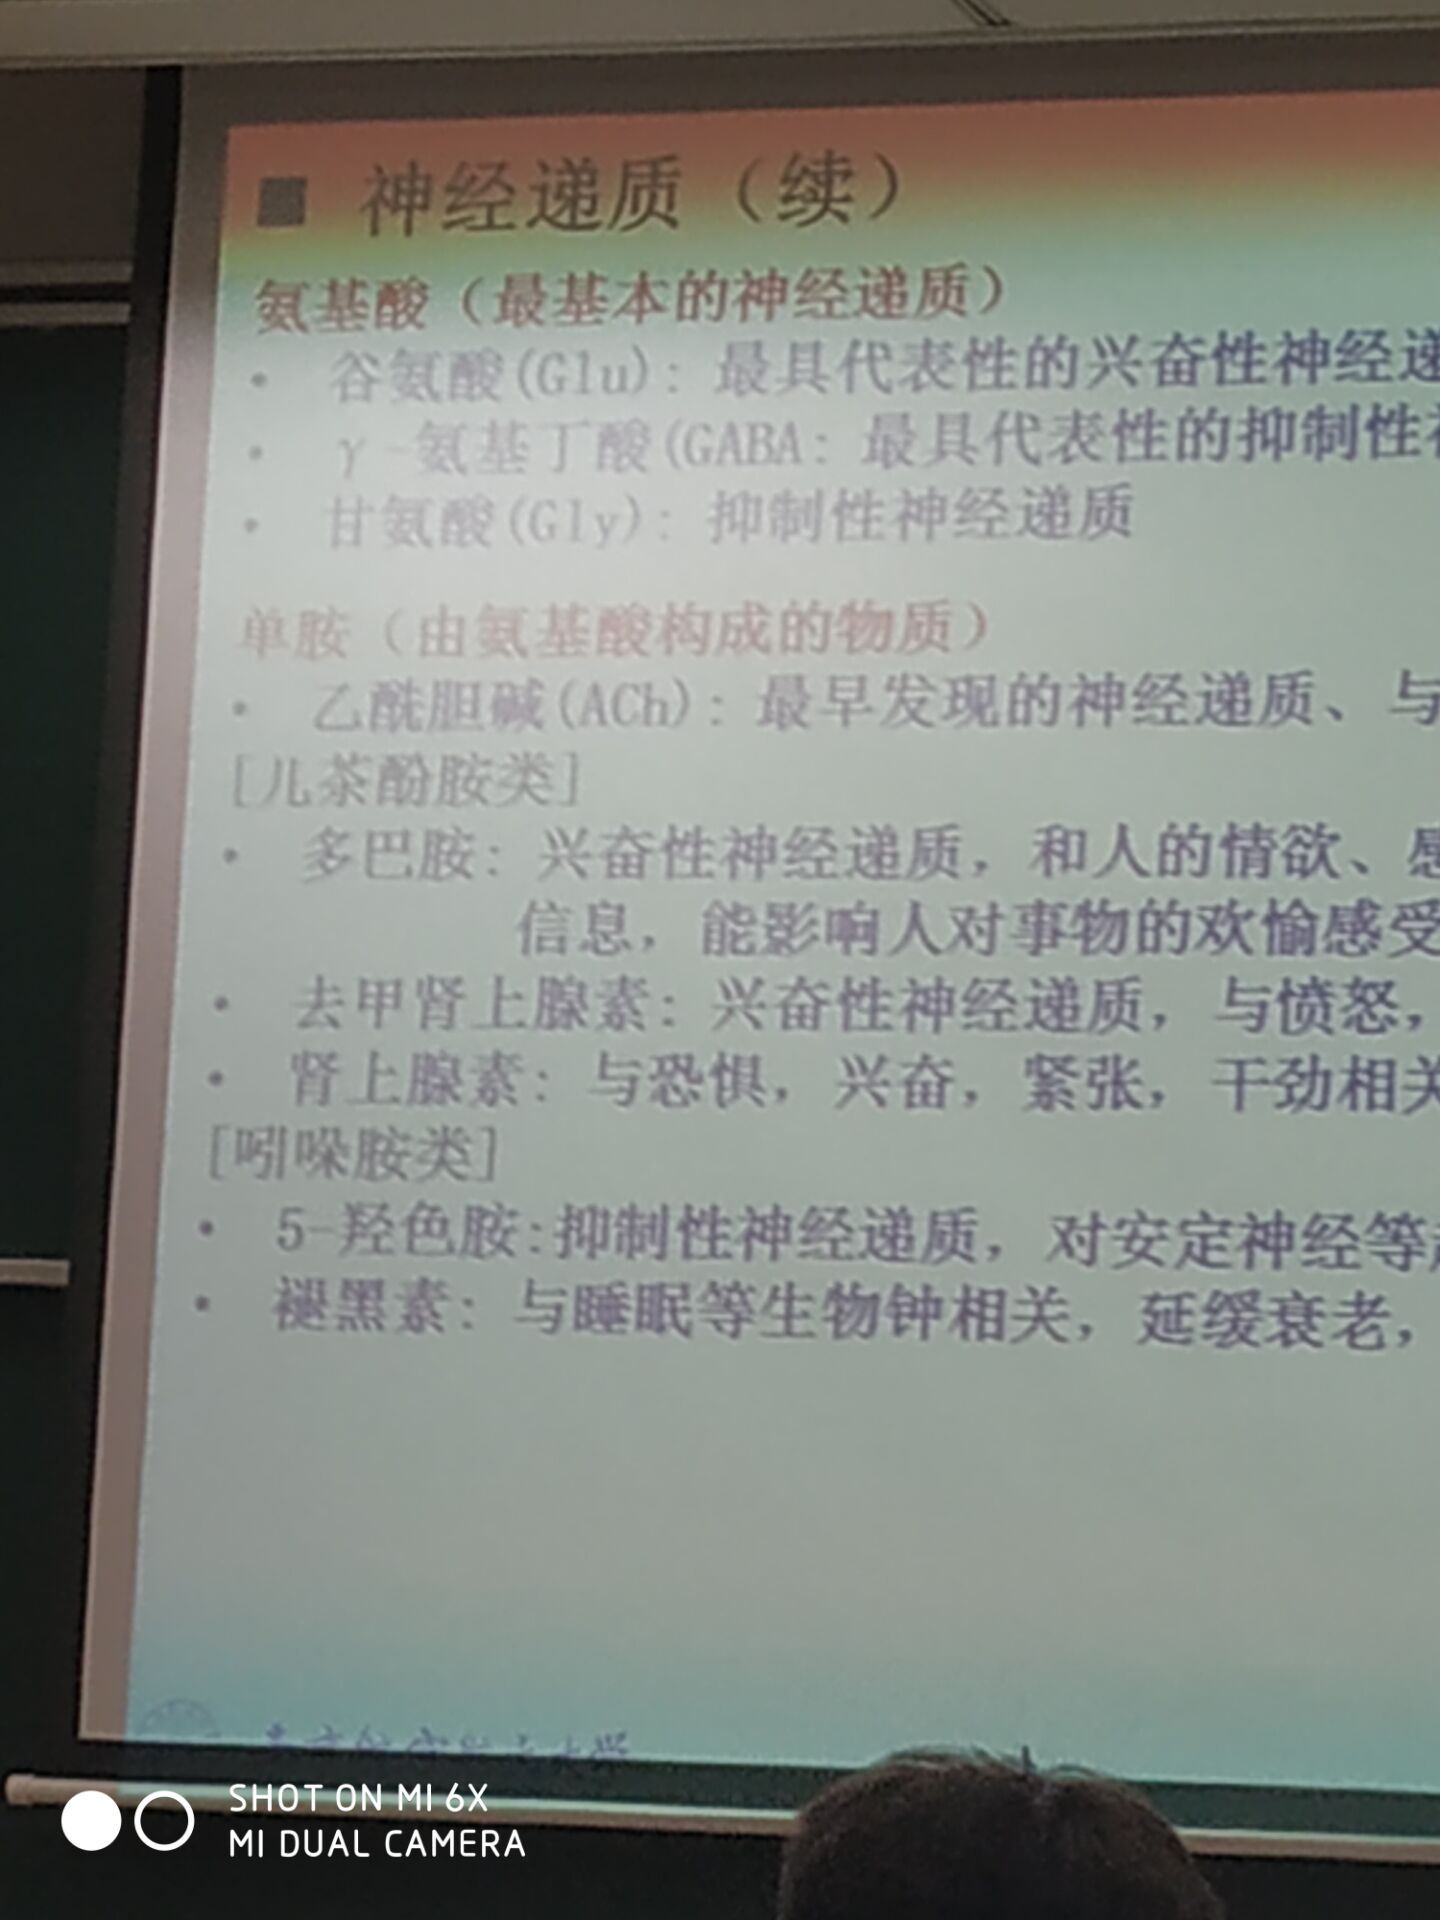 ■ 神经递质（续）
氨基酸（最基本的神经递质）
• 谷氨酸(Glu): 最具代表性的兴奋性神经递
• γ-氨基丁酸(GABA: 最具代表性的抑制性神
• 甘氨酸(Gly): 抑制性神经递质
单胺（由氨基酸构成的物质）
• 乙酰胆碱(ACh): 最早发现的神经递质、与
[儿茶酚胺类]
• 多巴胺: 兴奋性神经递质，和人的情欲、感
信息，能影响人对事物的欢愉感受
• 去甲肾上腺素: 兴奋性神经递质，与愤怒，
• 肾上腺素: 与恐惧，兴奋，紧张，干劲相关
[吲哚胺类]
• 5-羟色胺:抑制性神经递质，对安定神经等
• 褪黑素: 与睡眠等生物钟相关，延缓衰老，
SHOT ON MI 6X
MI DUAL CAMERA